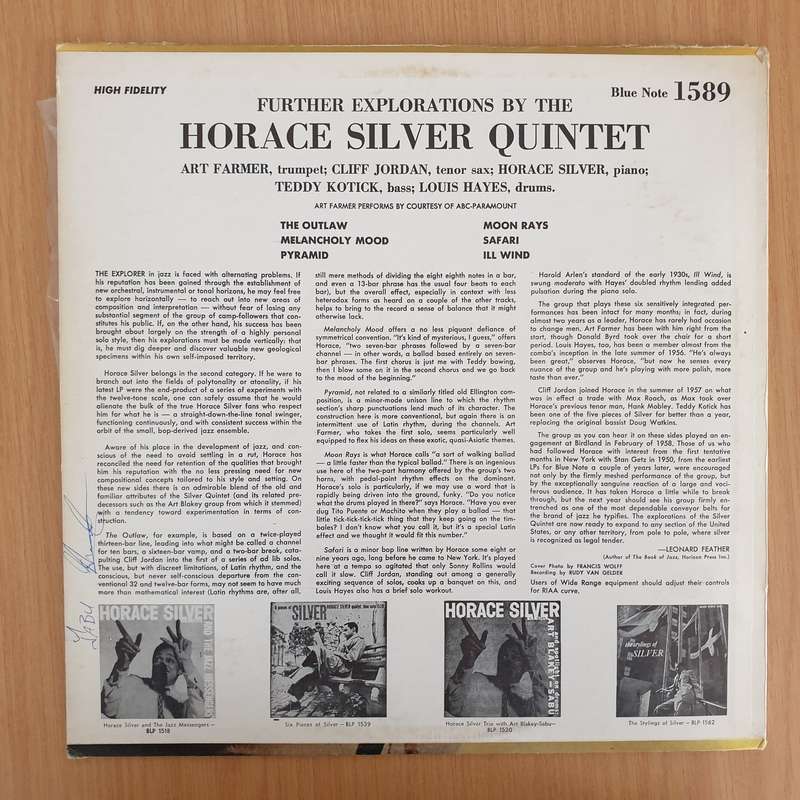 HIGH FIDELITY
Blue Note 1589
FURTHER EXPLORATIONS BY THE
HORACE SILVER QUINTET
ART FARMER, trumpet; CLIFF JORDAN, tenor sax; HORACE SILVER, piano;
TEDDY KOTICK, bass; LOUIS HAYES, drums.
ART FARMER PERFORMS BY COURTESY OF ABC-PARAMOUNT
THE OUTLAW
MELANCHOLY MOOD
PYRAMID
MOON RAYS
SAFARI
ILL WIND
THE EXPLORER in jazz is faced with alternating problems. If
his reputation has been gained through the establishment of
new orchestral, instrumental or tonal horizons, he may feel free
to explore horizontally — to reach out into new areas of
composition and interpretation — without fear of losing any
substantial segment of the group of camp-followers that con-
stitutes his public. If, on the other hand, his success has been
brought about largely on the strength of a highly personal
solo style, then his explorations must be made vertically; that
is, he must dig deeper and discover valuable new geological
specimens within his own self-imposed territory.
Horace Silver belongs in the second category. If he were to
branch out into the fields of polytonality or atonality, if his
latest LP were the end-product of a series of experiments with
the twelve-tone scale, one can safely assume that he would
alienate the bulk of the true Horace Silver fans who respect
him for what he is — a straight-down-the-line tonal swinger,
functioning continuously, and with consistent success within the
orbit of the small, bop-derived jazz ensemble.
Aware of his place in the development of jazz, and con-
scious of the need to avoid settling in a rut, Horace has
reconciled the need for retention of the qualities that brought
him his reputation with the no less pressing need for new
compositional concepts tailored to his style and setting. On
these new sides there is an admirable blend of the old and
familiar attributes of the Silver Quintet (and its related pre-
decessors such as the Art Blakey group from which it stemmed)
with a tendency toward experimentation in terms of con-
struction.
The Outlaw, for example, is based on a twice-played
thirteen-bar line, leading into what might be called a channel
for ten bars, a sixteen-bar vamp, and a two-bar break, cata-
pulting Cliff Jordan into the first of a series of ad lib solos.
The use, but with discreet limitations, of Latin rhythm, and the
conscious, but never self-conscious departure from the con-
ventional 32 and twelve-bar forms, may not seem to have much
more than mathematical interest (Latin rhythms are, after all,
still mere methods of dividing the eight eighth notes in a bar,
and even a 13-bar phrase has the usual four beats to each
bar), but the overall effect, especially in context with less
heterodox forms as heard on a couple of the other tracks,
helps to bring to the record a sense of balance that it might
otherwise lack.
Melancholy Mood offers a no less piquant defiance of
symmetrical convention. "It's kind of mysterious, I guess," offers
Horace, "two seven-bar phrases followed by a seven-bar
channel — in other words, a ballad based entirely on seven-
bar phrases. The first chorus is just me with Teddy bowing,
then I blow some on it in the second chorus and we go back
to the mood of the beginning."
Pyramid, not related to a similarly titled old Ellington com-
position, is a minor-mode unison line to which the rhythm
section's sharp punctuations lend much of its character. The
construction here is more conventional, but again there is an
intermittent use of Latin rhythm, during the channels. Art
Farmer, who takes the first solo, seems particularly well
equipped to flex his ideas on these exotic, quasi-Asiatic themes.
Moon Rays is what Horace calls "a sort of walking ballad
— a little faster than the typical ballad." There is an ingenious
use here of the two-part harmony offered by the group's two
horns, with pedal-point rhythm effects on the dominant.
Horace's solo is particularly, if we may use a word that is
rapidly being driven into the ground, funky. "Do you notice
what the drums played in there?" says Horace. "Have you ever
dug Tito Puente or Machito when they play a ballad — that
little tick-tick-tick-tick thing that they keep going on the tim-
bales? I don't know what you call it, but it's a special Latin
effect and we thought it would fit this number."
Safari is a minor bop line written by Horace some eight or
nine years ago, long before he came to New York. It's played
here at a tempo so agitated that only Sonny Rollins
would call it slow. Cliff Jordan, standing out among a generally
exciting sequence of solos, cooks up a banquet on this, and
Louis Hayes also has a brief solo workout.
Harold Arlen's standard of the early 1930s, Ill Wind, is
swung moderato with Hayes' doubled rhythm lending added
pulsation during the piano solo.
The group that plays these six sensitively integrated per-
formances has been intact for many months; in fact, during
almost two years as a leader, Horace has rarely had occasion
to change men. Art Farmer has been with him right from the
start, though Donald Byrd took over the chair for a short
period. Louis Hayes, too, has been a member almost from the
combo's inception in the late summer of 1956. "He's always
been great," observes Horace, "but now he senses every
nuance of the group and he's playing with more polish, more
taste than ever."
Cliff Jordan joined Horace in the summer of 1957 on what
was in effect a trade with Max Roach, as Max took over
Horace's previous tenor man, Hank Mobley. Teddy Kotick has
been one of the five pieces of Silver for better than a year,
replacing the original bassist Doug Watkins.
The group as you can hear it on these sides played an en-
gagement at Birdland in February of 1958. Those of us who
had followed Horace with interest from the first tentative
months in New York with Stan Getz in 1950, from the earliest
LPs for Blue Note a couple of years later, were encouraged
not only by the firmly meshed performance of the group, but
by the exceptionally sanguine reaction of a large and voci-
ferous audience. It has taken Horace a little while to break
through, but the next year should see his group firmly en-
trenched as one of the most dependable conveyor belts for
the brand of jazz he typifies. The explorations of the Silver
Quintet are now ready to expand to any section of the United
States, or any other territory, from pole to pole, where silver
is recognized as legal tender.
—LEONARD FEATHER
(Author of The Book of Jazz, Horizon Press Inc.)
Cover Photo by FRANCIS WOLFF
Recording by RUDY VAN GELDER
Users of Wide Range equipment should adjust their controls
for RIAA curve.
HORACE SILVER
AND THE JAZZ MESSENGERS
6 pieces of SILVER
HORACE SILVER
and spotlight on drums:
ART BLAKEY-SABU
the stylings of
SILVER
Horace Silver and The Jazz Messengers—
BLP 1518
Six Pieces of Silver — BLP 1539
Horace Silver Trio with Art Blakey-Sabu—
BLP 1520
The Stylings of Silver — BLP 1562